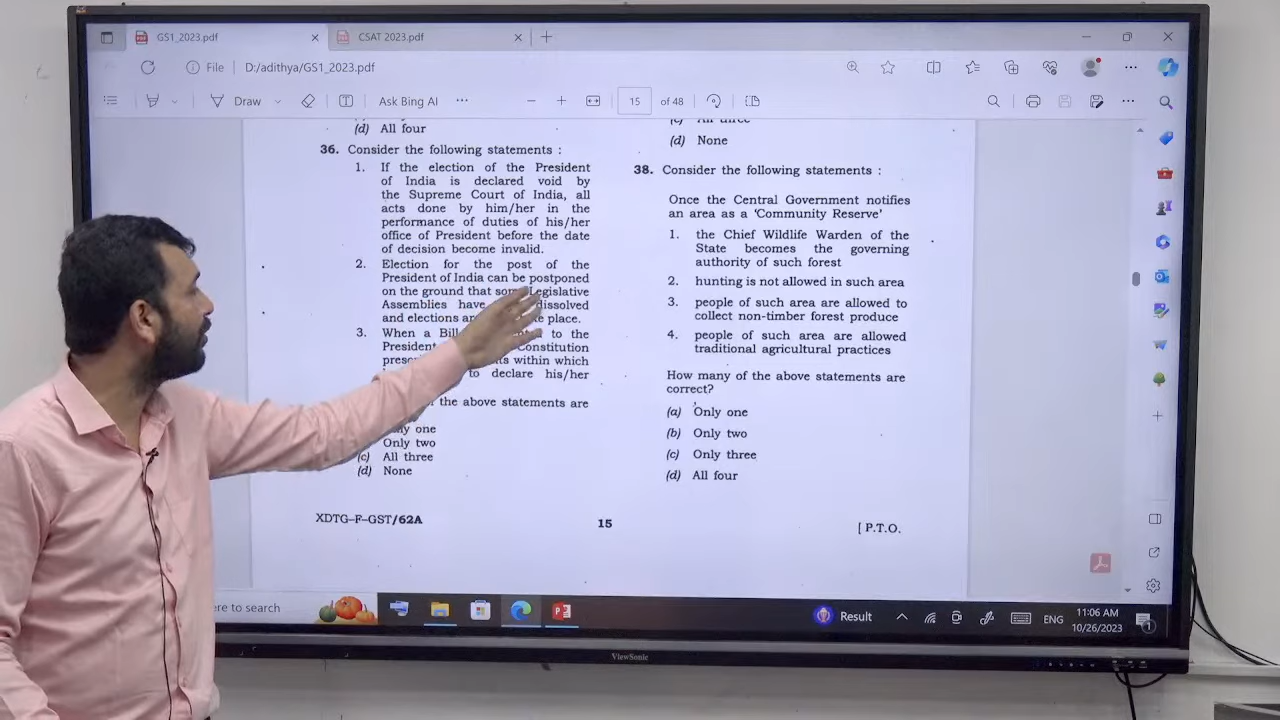 GS1_2023.pdf
CSAT 2023.pdf
File D:/adithya/GS1_2023.pdf
Draw Ask Bing AI 15 of 48
(d) All four
36. Consider the following statements :
1. If the election of the President
of India is declared void by
the Supreme Court of India, all
acts done by him/her in the
performance of duties of his/her
office of President before the date
of decision become invalid.
2. Election for the post of the
President of India can be postponed
on the ground that some Legislative
Assemblies have dissolved
and elections are place.
3. When a Bill to the
President Constitution
within which
to declare his/her
the above statements are
one
Only two
(c) All three
(d) None
XDTG-F-GST/62A
(d) None
38. Consider the following statements :
Once the Central Government notifies
an area as a 'Community Reserve'
1. the Chief Wildlife Warden of the
State becomes the governing
authority of such forest
2. hunting is not allowed in such area
3. people of such area are allowed to
collect non-timber forest produce
4. people of such area are allowed
traditional agricultural practices
How many of the above statements are
correct?
(a) Only one
(b) Only two
(c) Only three
(d) All four
15
[ P.T.O.
ere to search
Result
ENG
11:06 AM
10/26/2023
1
ViewSonic